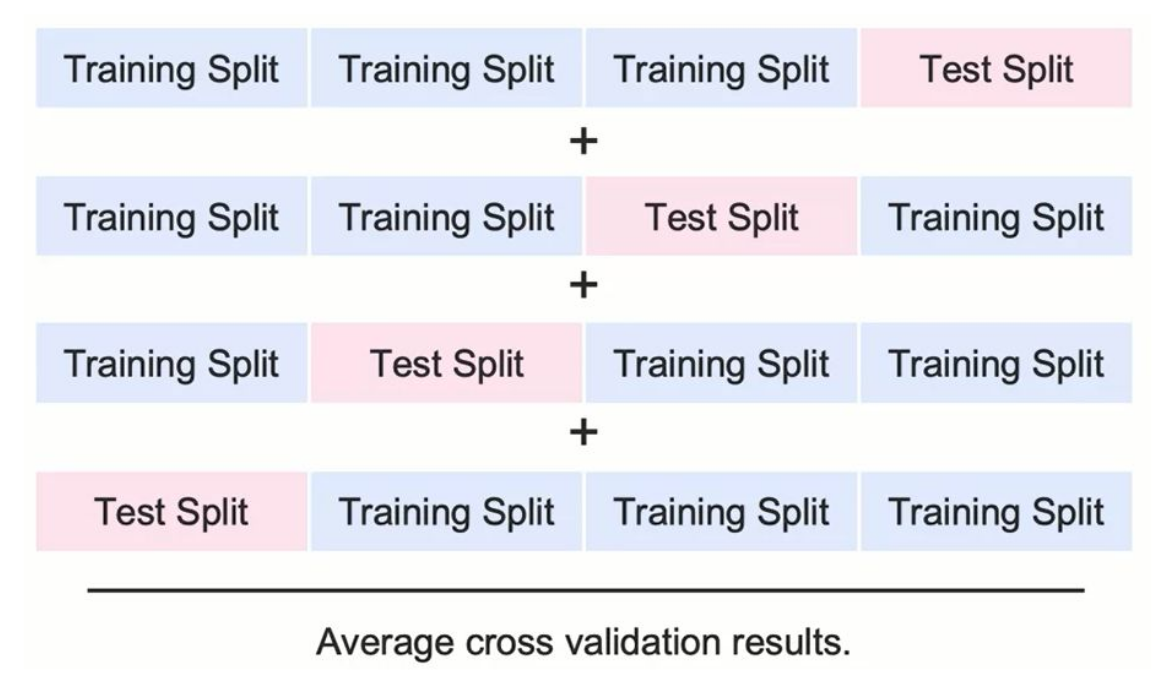 Training Split Training Split Training Split Test Split
+
Training Split Training Split Test Split Training Split
+
Training Split Test Split Training Split Training Split
+
Test Split Training Split Training Split Training Split
Average cross validation results.